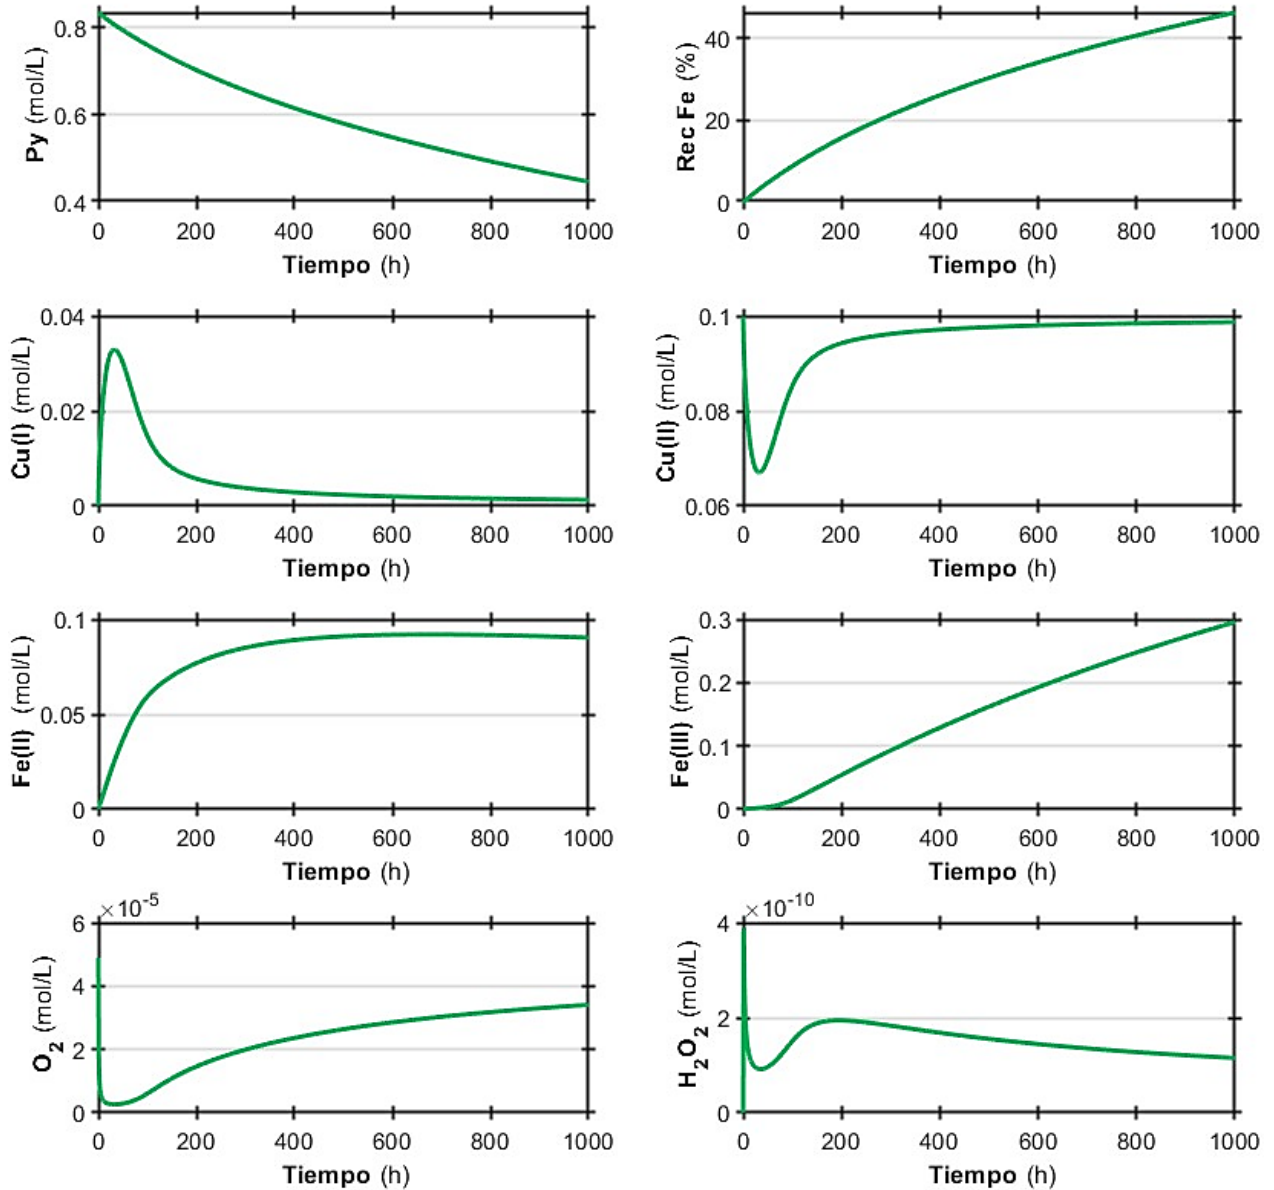 0.8
0.6
0.4
Py (mol/L)
0 200 400 600 800 1000
Tiempo (h)
40
20
0
Rec Fe (%)
0 200 400 600 800 1000
Tiempo (h)
0.04
0.02
0
Cu(I) (mol/L)
0 200 400 600 800 1000
Tiempo (h)
0.1
0.08
0.06
Cu(II) (mol/L)
0 200 400 600 800 1000
Tiempo (h)
0.1
0.05
0
Fe(II) (mol/L)
0 200 400 600 800 1000
Tiempo (h)
0.3
0.2
0.1
0
Fe(III) (mol/L)
0 200 400 600 800 1000
Tiempo (h)
×10⁻⁵
6
4
2
0
O₂ (mol/L)
0 200 400 600 800 1000
Tiempo (h)
×10⁻¹⁰
4
2
0
H₂O₂ (mol/L)
0 200 400 600 800 1000
Tiempo (h)